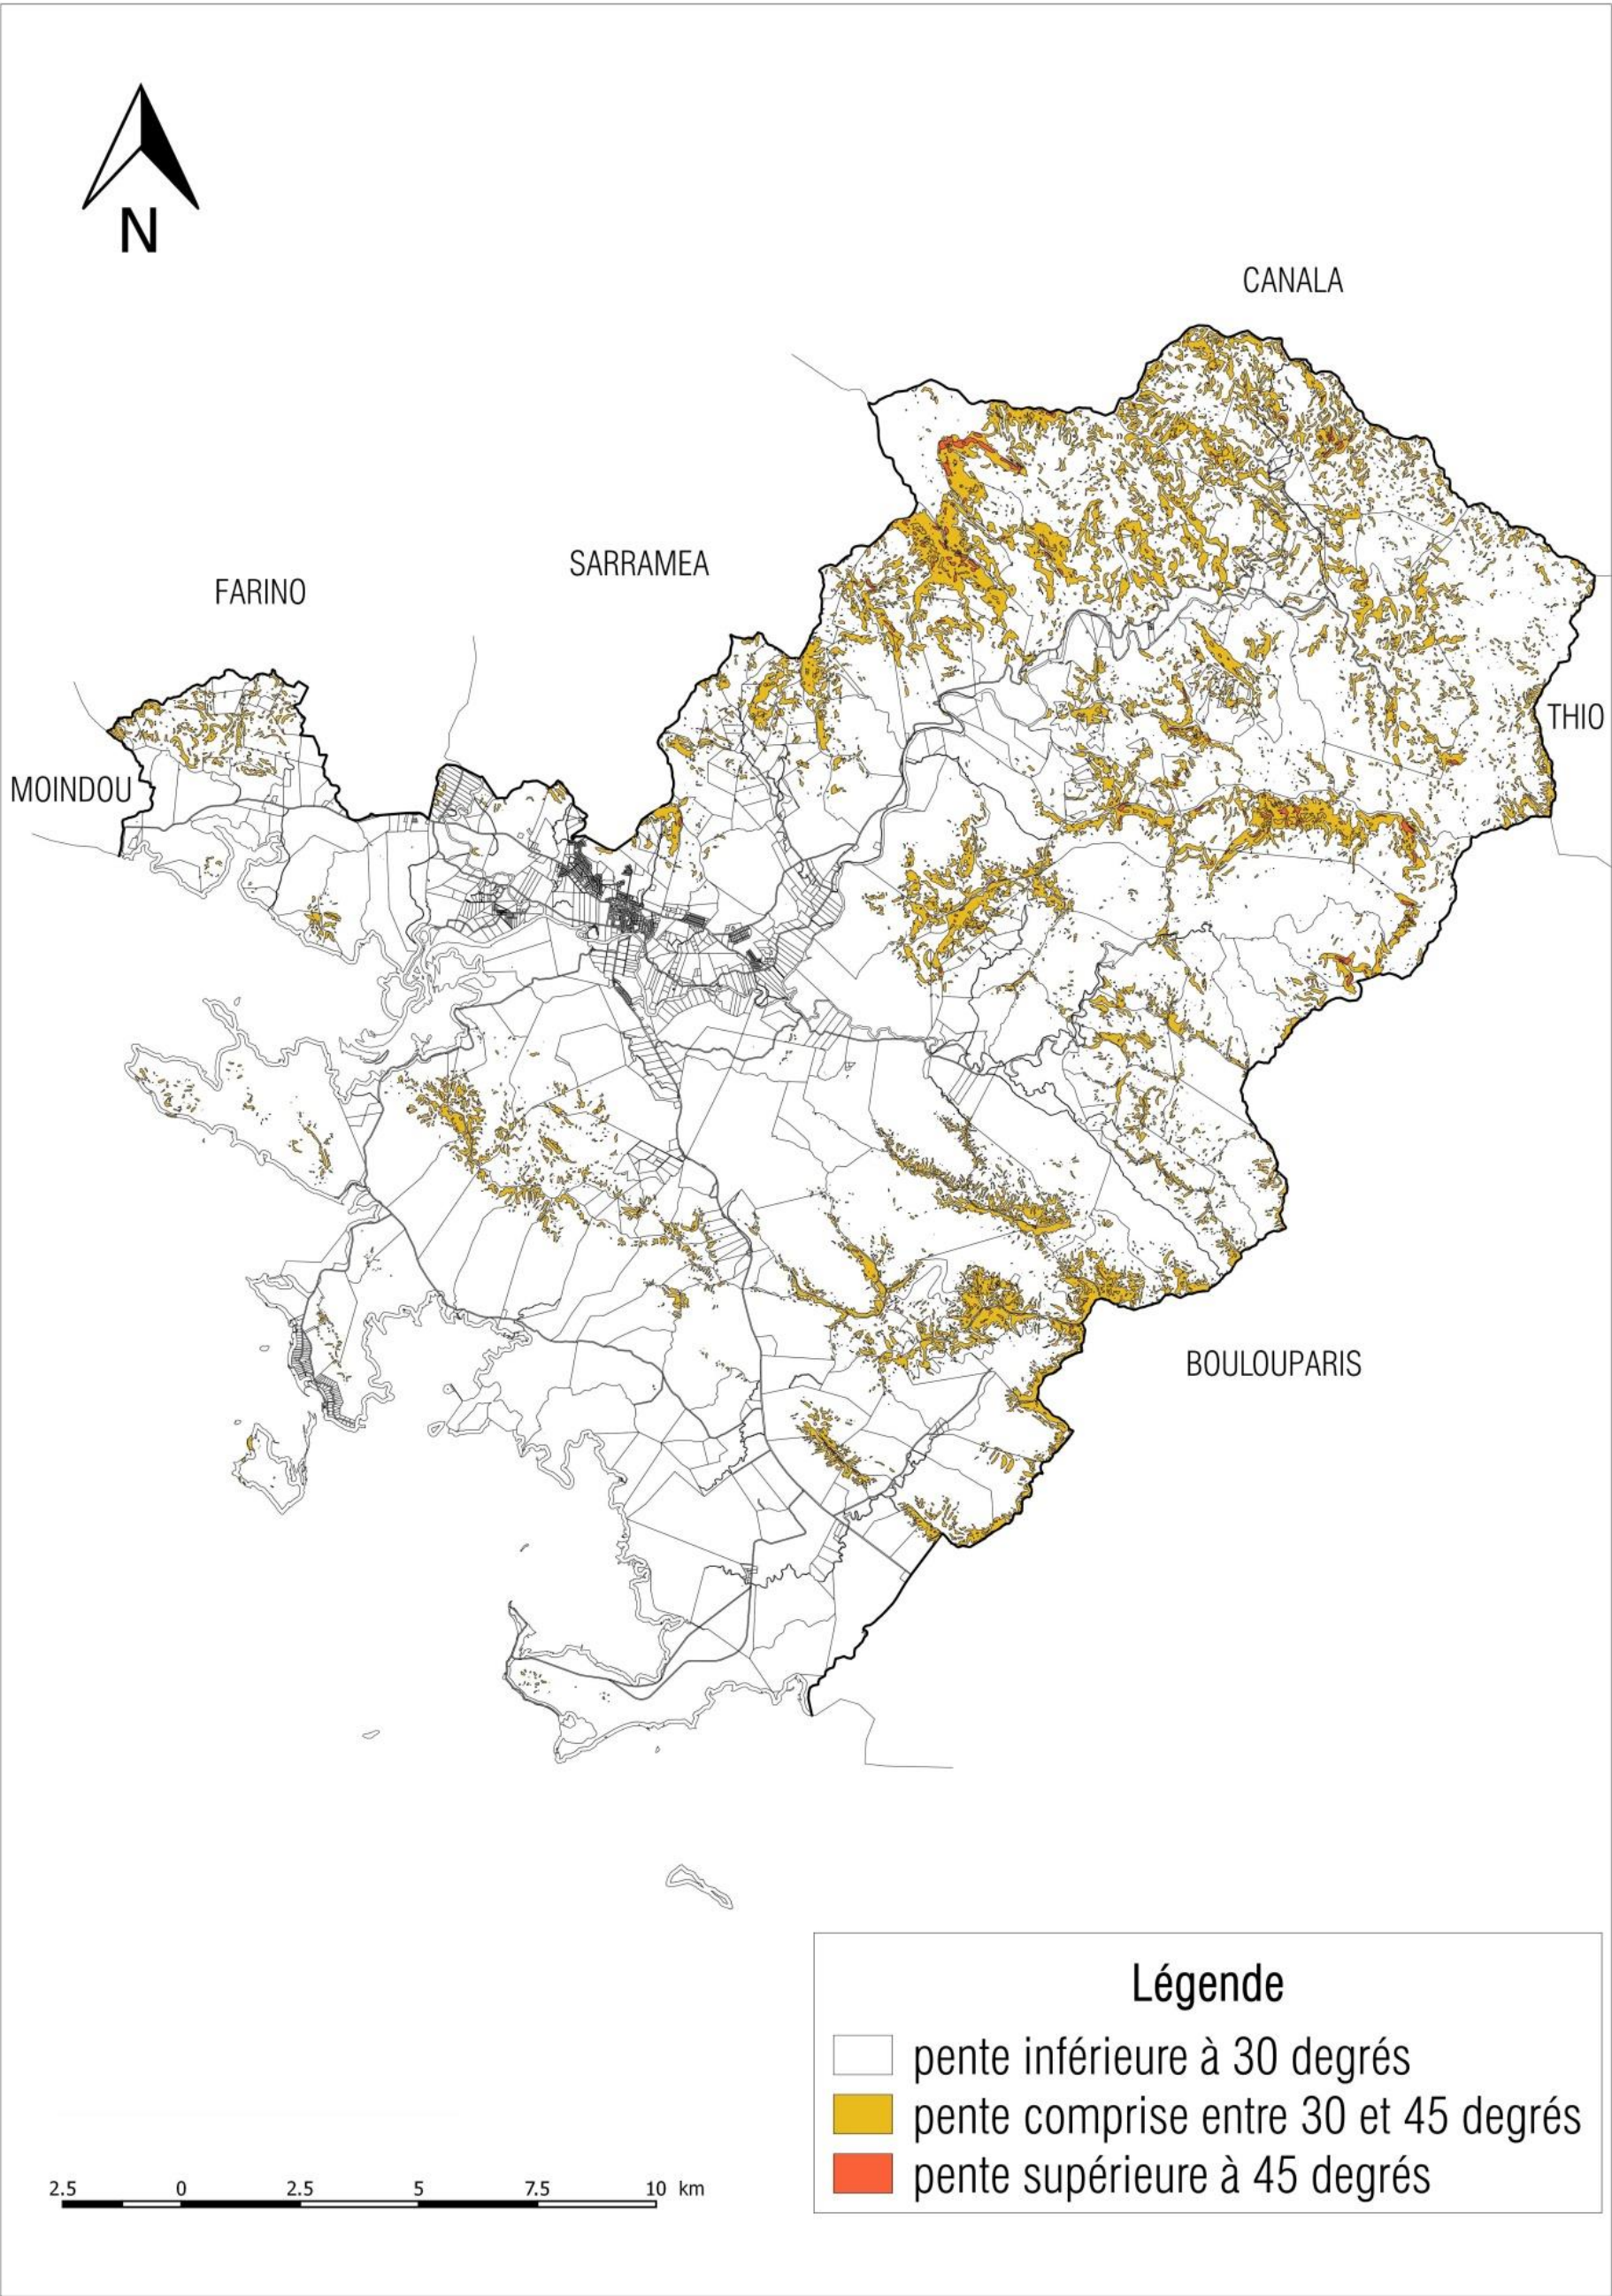 N
CANALA
SARRAMEA
FARINO
THIO
MOINDOU
BOULOUPARIS
Légende
pente inférieure à 30 degrés
pente comprise entre 30 et 45 degrés
pente supérieure à 45 degrés
2.5 0 2.5 5 7.5 10 km